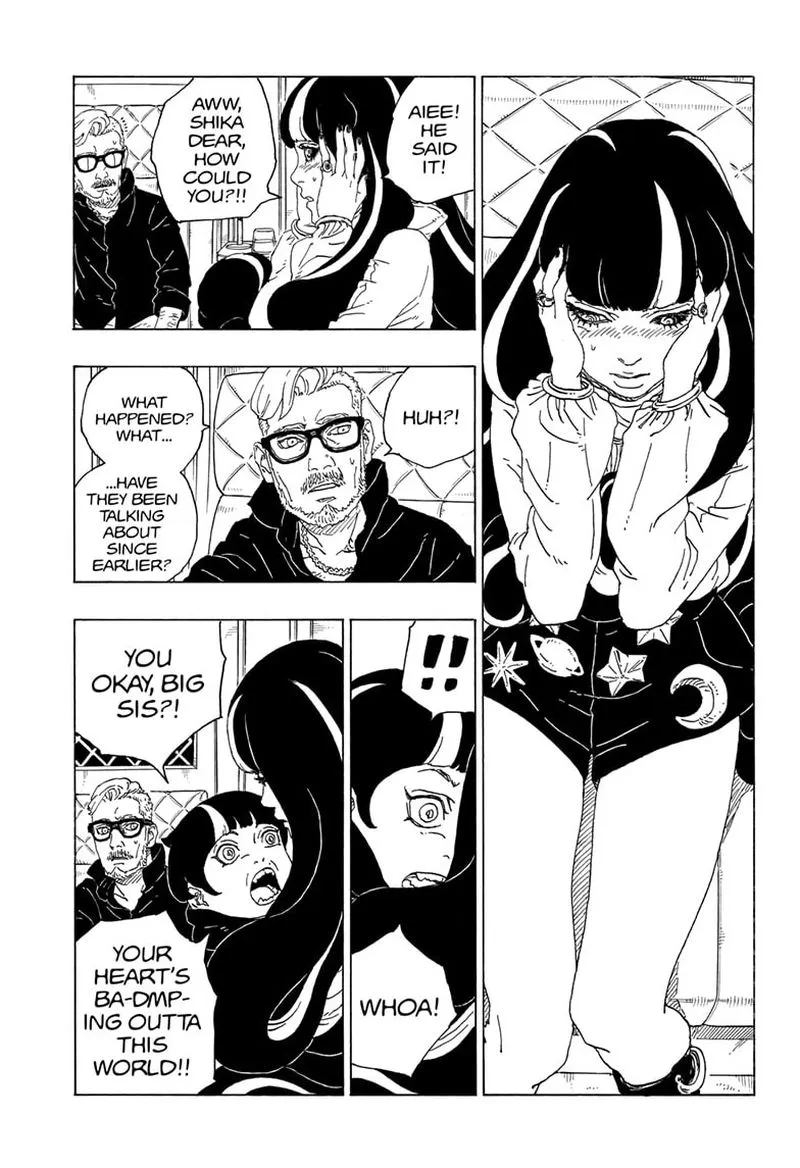 AIEE!
HE
SAID
IT!
AWW,
SHIKA
DEAR,
HOW
COULD
YOU?!!
HUH?!
WHAT
HAPPENED?
WHAT...
...HAVE
THEY BEEN
TALKING
ABOUT
SINCE
EARLIER?
!!
WHOA!
YOU
OKAY, BIG
SIS?!
YOUR
HEART'S
BA-DMP-
ING OUTTA
THIS
WORLD!!